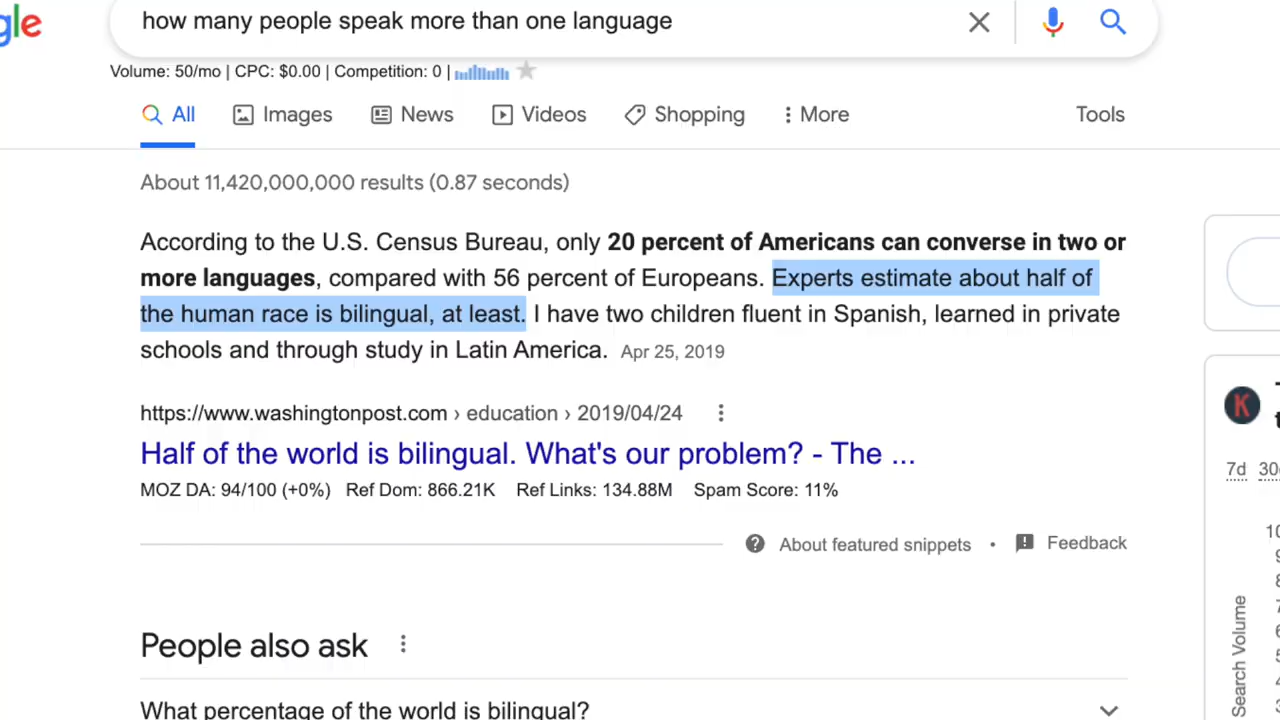 gle
how many people speak more than one language
Volume: 50/mo | CPC: $0.00 | Competition: 0 |
All Images News Videos Shopping More Tools
About 11,420,000,000 results (0.87 seconds)
According to the U.S. Census Bureau, only 20 percent of Americans can converse in two or
more languages, compared with 56 percent of Europeans. Experts estimate about half of
the human race is bilingual, at least. I have two children fluent in Spanish, learned in private
schools and through study in Latin America. Apr 25, 2019
https://www.washingtonpost.com › education › 2019/04/24
Half of the world is bilingual. What's our problem? - The ...
MOZ DA: 94/100 (+0%) Ref Dom: 866.21K Ref Links: 134.88M Spam Score: 11%
About featured snippets • Feedback
People also ask
What percentage of the world is bilingual?
K
7d
Search Volume